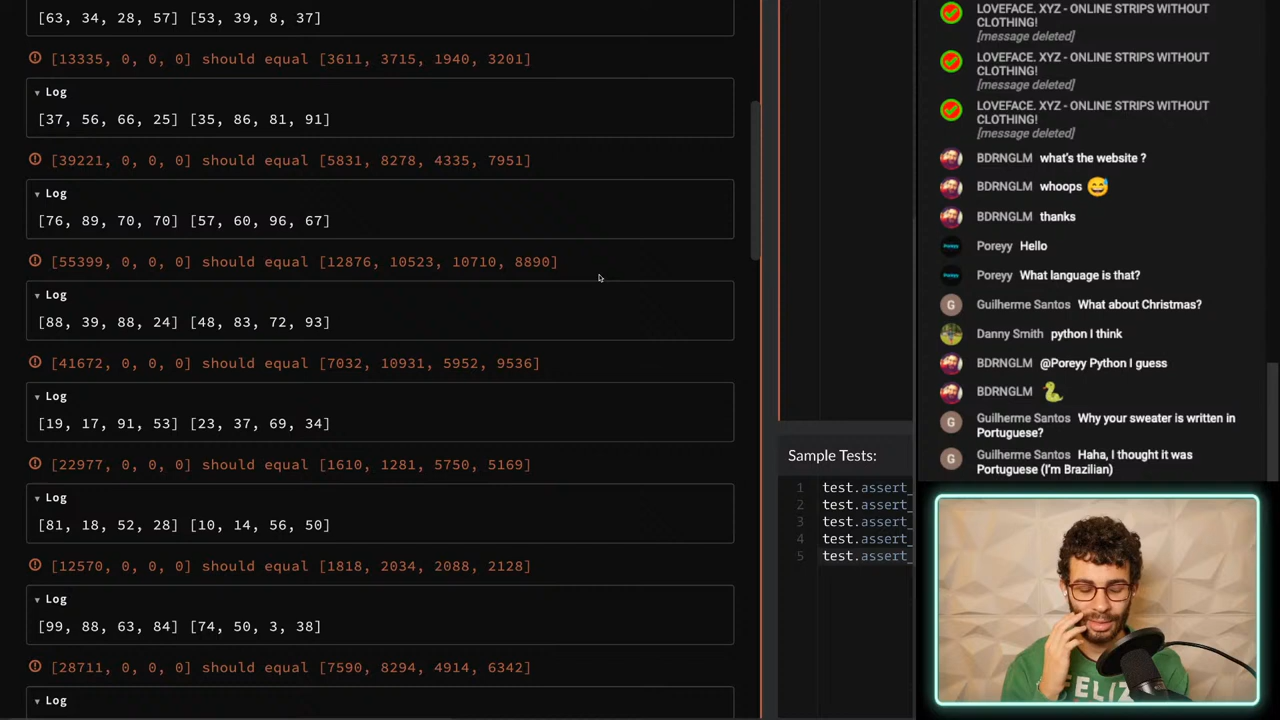 [63, 34, 28, 57] [53, 39, 8, 37]
[13335, 0, 0, 0] should equal [3611, 3715, 1940, 3201]
Log
[37, 56, 66, 25] [35, 86, 81, 91]
[39221, 0, 0, 0] should equal [5831, 8278, 4335, 7951]
Log
[76, 89, 70, 70] [57, 60, 96, 67]
[55399, 0, 0, 0] should equal [12876, 10523, 10710, 8890]
Log
[88, 39, 88, 24] [48, 83, 72, 93]
[41672, 0, 0, 0] should equal [7032, 10931, 5952, 9536]
Log
[19, 17, 91, 53] [23, 37, 69, 34]
[22977, 0, 0, 0] should equal [1610, 1281, 5750, 5169]
Log
[81, 18, 52, 28] [10, 14, 56, 50]
[12570, 0, 0, 0] should equal [1818, 2034, 2088, 2128]
Log
[99, 88, 63, 84] [74, 50, 3, 38]
[28711, 0, 0, 0] should equal [7590, 8294, 4914, 6342]
Log
Sample Tests:
1 test.assert_
2 test.assert_
3 test.assert_
4 test.assert_
5 test.assert_
LOVEFACE. XYZ - ONLINE STRIPS WITHOUT
CLOTHING!
[message deleted]
LOVEFACE. XYZ - ONLINE STRIPS WITHOUT
CLOTHING!
[message deleted]
LOVEFACE. XYZ - ONLINE STRIPS WITHOUT
CLOTHING!
[message deleted]
BDRNGLM what's the website ?
BDRNGLM whoops 😅
BDRNGLM thanks
Poreyy Hello
Poreyy What language is that?
G Guilherme Santos What about Christmas?
Danny Smith python I think
BDRNGLM @Poreyy Python I guess
BDRNGLM 🐍
G Guilherme Santos Why your sweater is written in
Portuguese?
G Guilherme Santos Haha, I thought it was
Portuguese (I'm Brazilian)
FELIZ